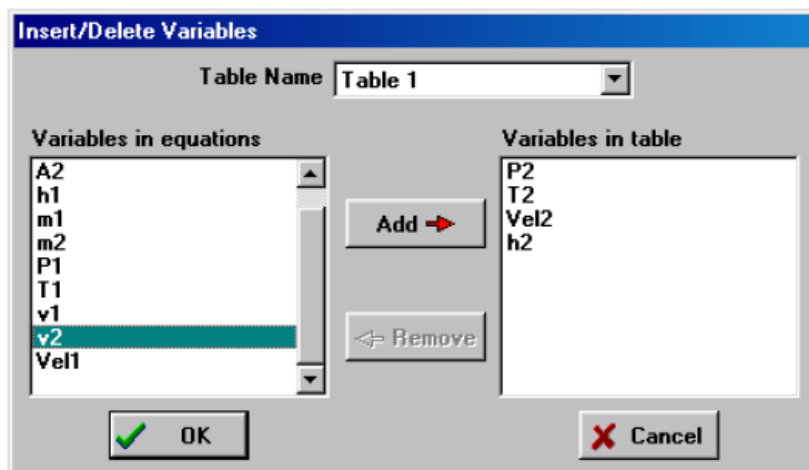 Insert/Delete Variables
Table Name Table 1
Variables in equations
A2
h1
m1
m2
P1
T1
v1
v2
Vel1
Add
Remove
Variables in table
P2
T2
Vel2
h2
OK
Cancel